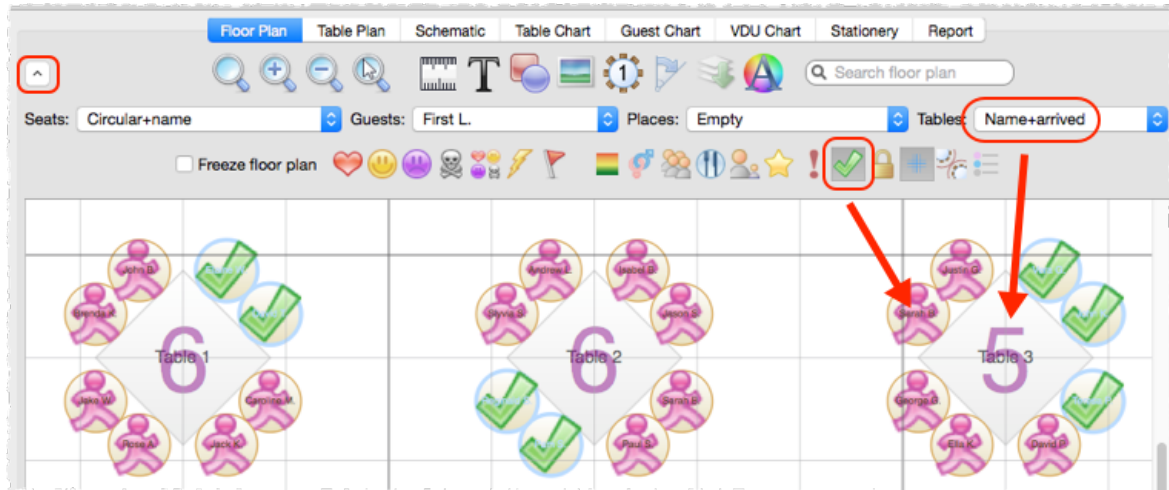 Floor Plan Table Plan Schematic Table Chart Guest Chart VDU Chart Stationery Report
T 1 A Search floor plan
Seats: Circular+name Guests: First L. Places: Empty Tables: Name+arrived
Freeze floor plan
John B.
Brenda K.
Table 1
6
Jake W.
Caroline M.
Rose A.
Jack K.
Andrew L.
Isobel B.
Sylvia S.
Jason S.
Table 2
6
Sarah B.
Paul S.
Justin G.
Sarah B.
Table 3
5
George G.
Ella K.
David P.